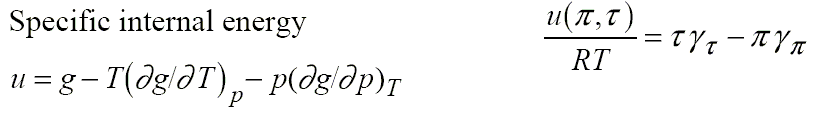 Specific internal energy
u = g − T(∂g/∂T)_p − p(∂g/∂p)_T
u(π,τ)/RT = τγ_τ − πγ_π